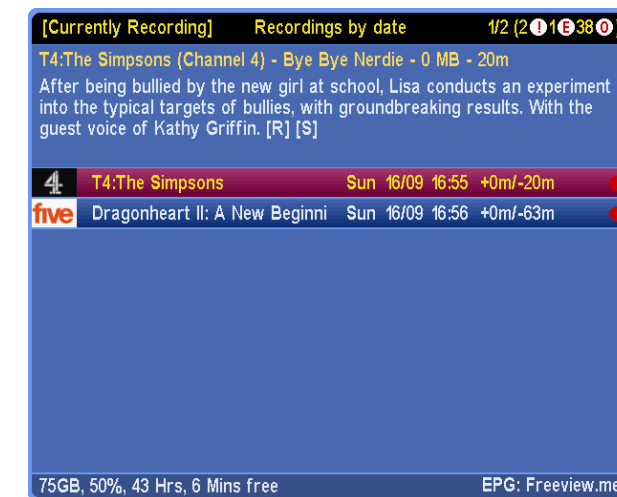 [Currently Recording] Recordings by date 1/2 (2!1E38O
T4:The Simpsons (Channel 4) - Bye Bye Nerdie - 0 MB - 20m
After being bullied by the new girl at school, Lisa conducts an experiment
into the typical targets of bullies, with groundbreaking results. With the
guest voice of Kathy Griffin. [R] [S]
4 T4:The Simpsons Sun 16/09 16:55 +0m/-20m
five Dragonheart II: A New Beginni Sun 16/09 16:56 +0m/-63m
75GB, 50%, 43 Hrs, 6 Mins free EPG: Freeview.me